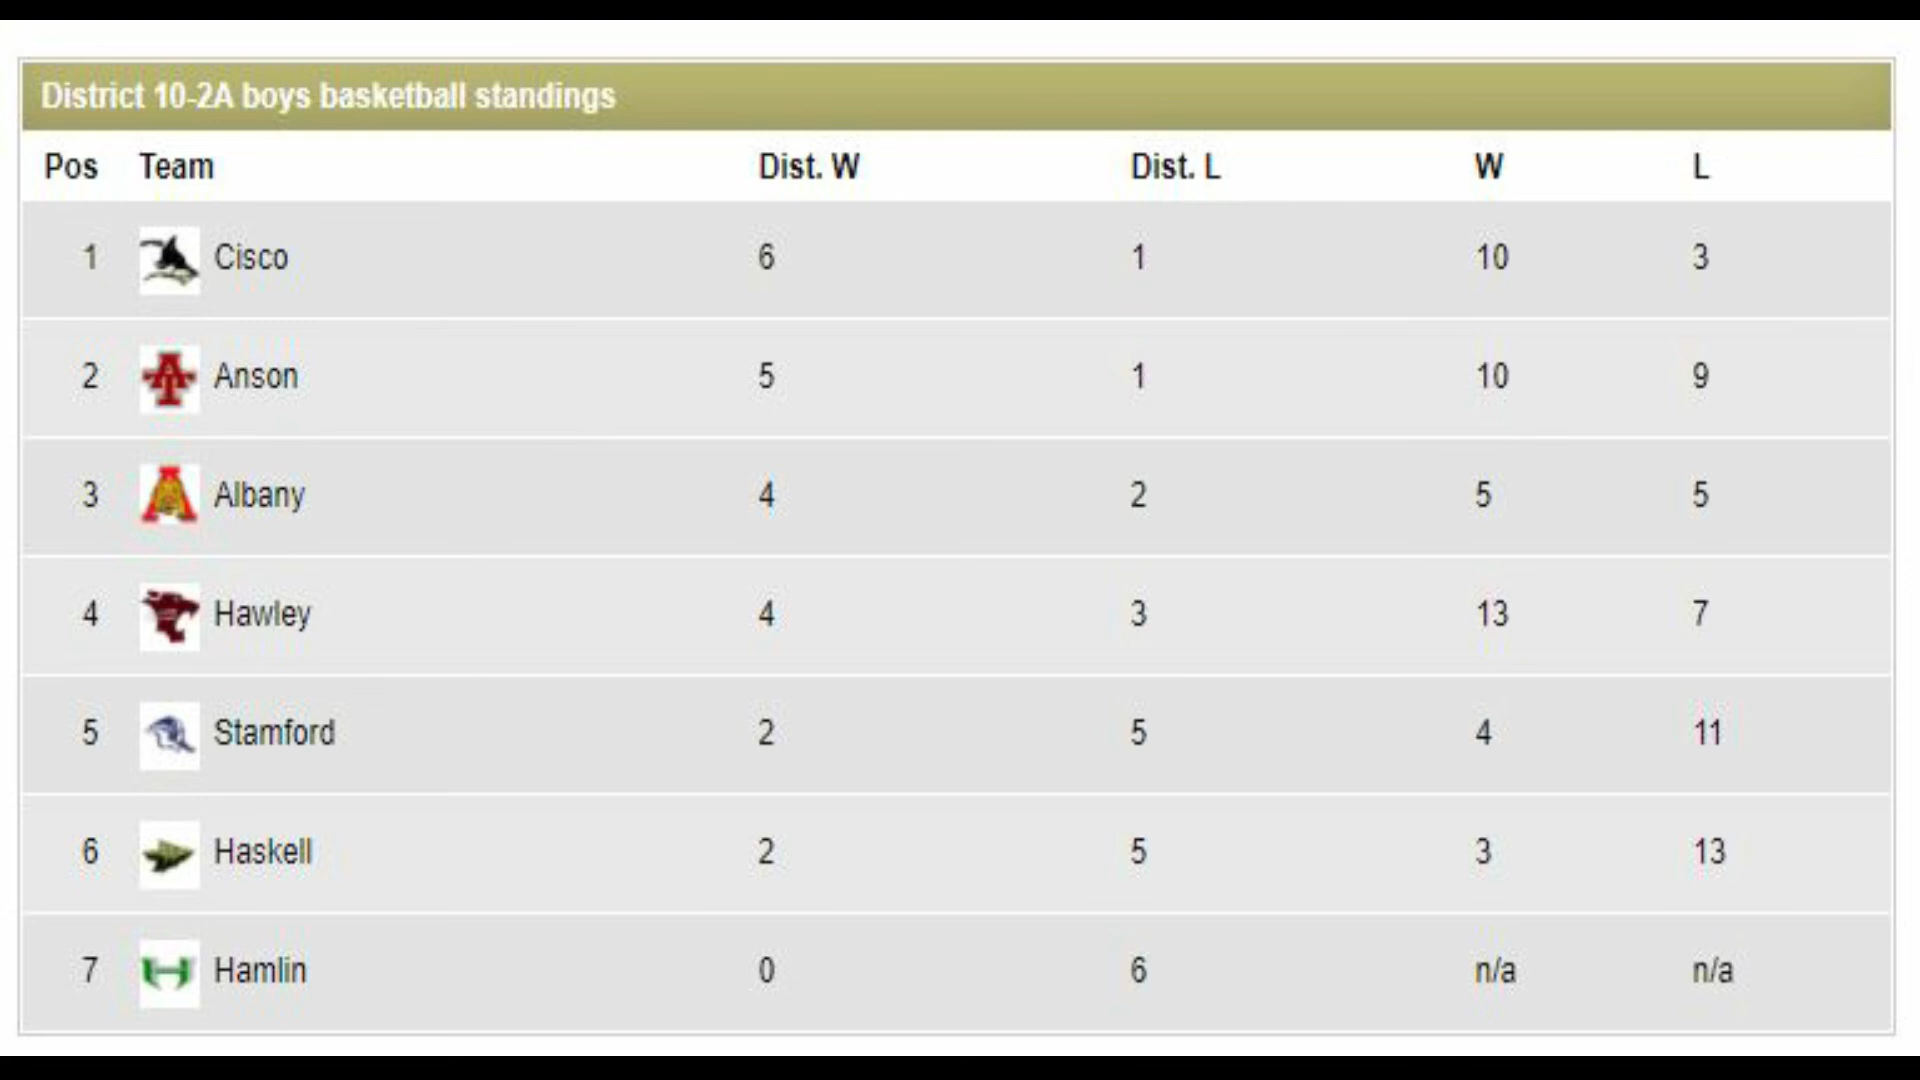 District 10-2A boys basketball standings
Pos Team Dist. W Dist. L W L
1 Cisco 6 1 10 3
2 Anson 5 1 10 9
3 Albany 4 2 5 5
4 Hawley 4 3 13 7
5 Stamford 2 5 4 11
6 Haskell 2 5 3 13
7 Hamlin 0 6 n/a n/a